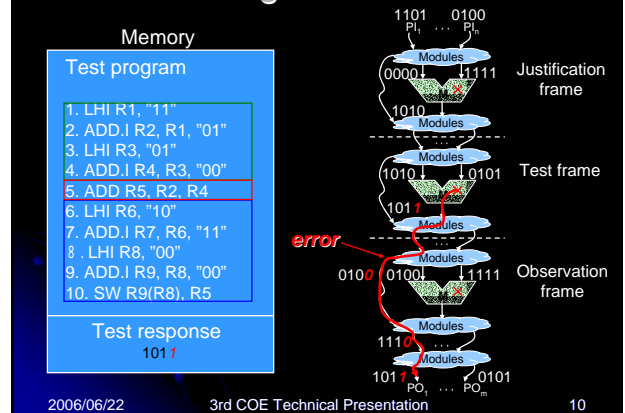 Memory
Test program
1. LHI R1, "11"
2. ADD.I R2, R1, "01"
3. LHI R3, "01"
4. ADD.I R4, R3, "00"
5. ADD R5, R2, R4
6. LHI R6, "10"
7. ADD.I R7, R6, "11"
8 . LHI R8, "00"
9. ADD.I R9, R8, "00"
10. SW R9(R8), R5
Test response
1011
1101 0100
PI1 ... PIn
Modules
0000 1111
Justification
frame
1010
Modules
...
Modules
1010 0101
Test frame
1011
Modules
error
...
Modules
0100 0100 1111
Observation
frame
Modules
1110 ...
Modules
1011 ... 0101
PO1 POm
2006/06/22 3rd COE Technical Presentation 10